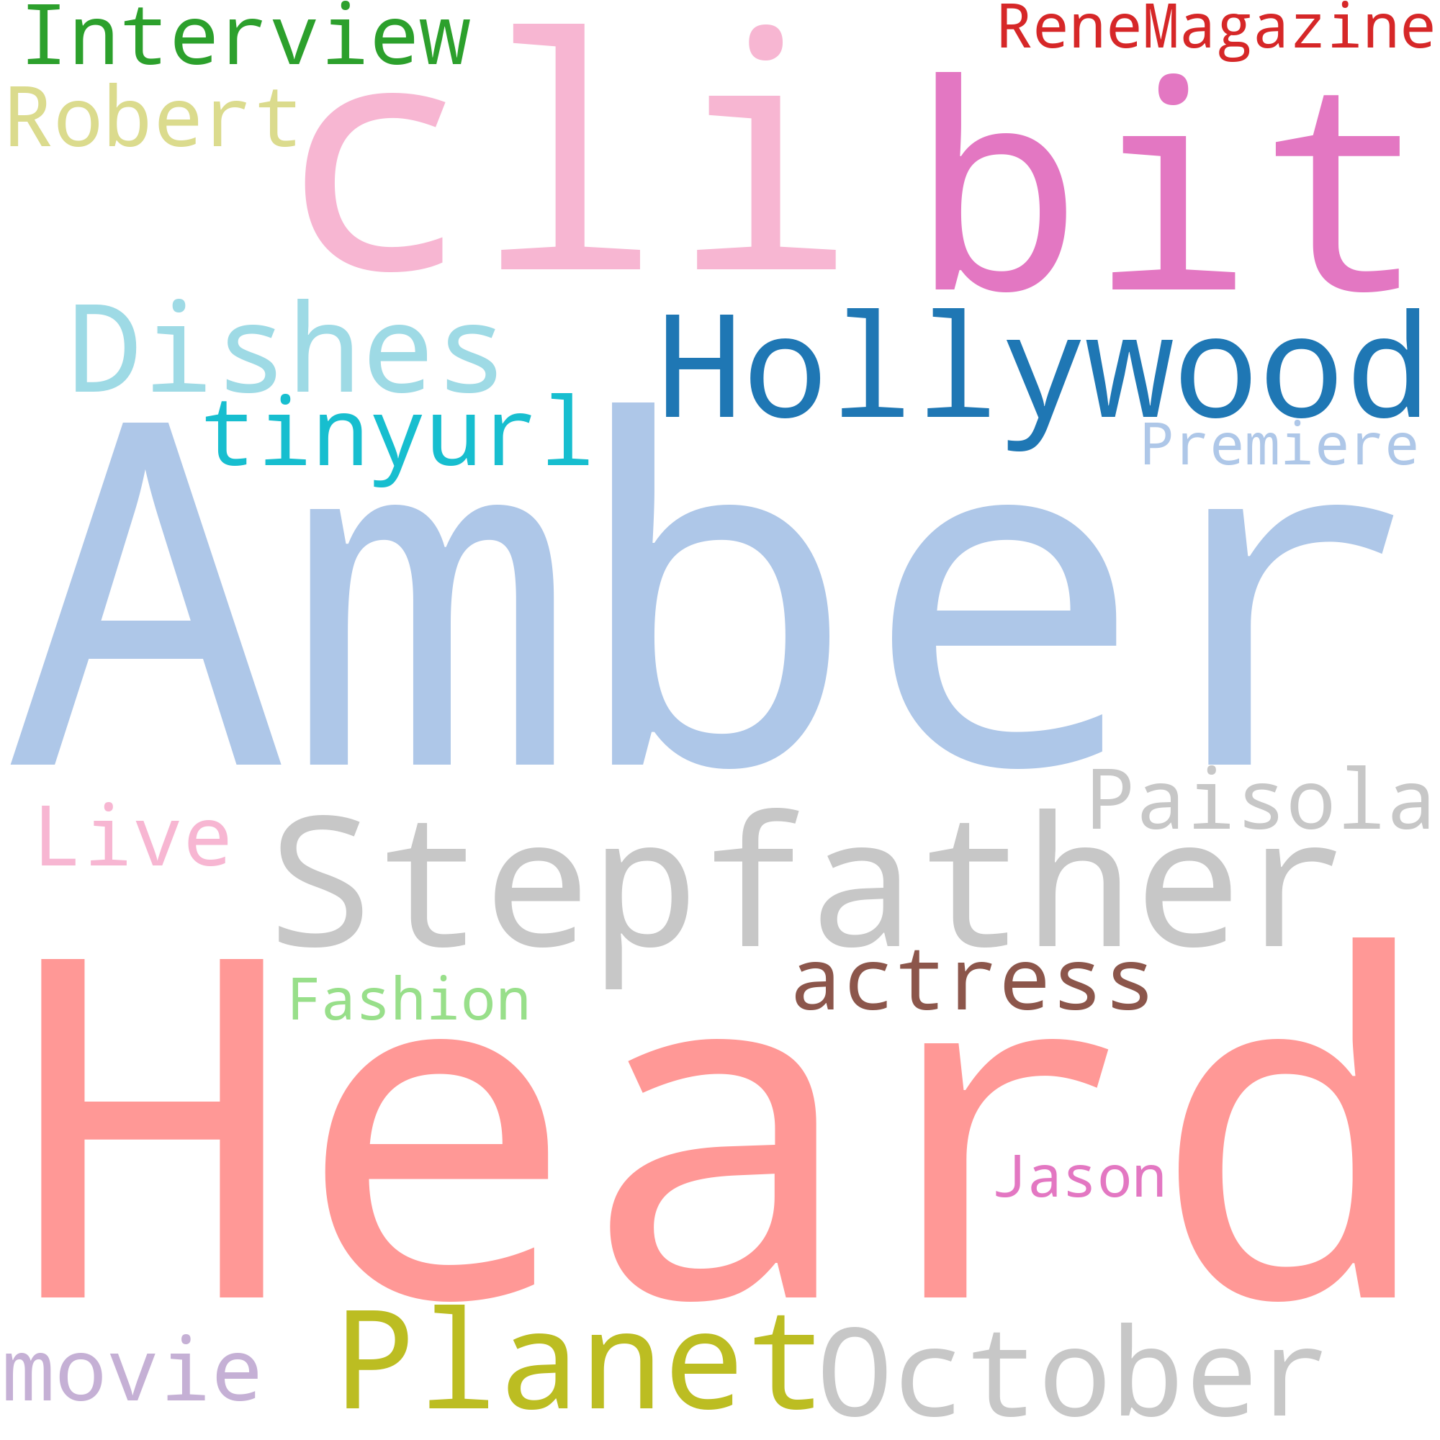 Interview
ReneMagazine
Robert
cli
bit
Dishes
Hollywood
tinyurl
Premiere
Amber
Paisola
Live
Stepfather
actress
Fashion
Heard
Jason
Planet
October
movie